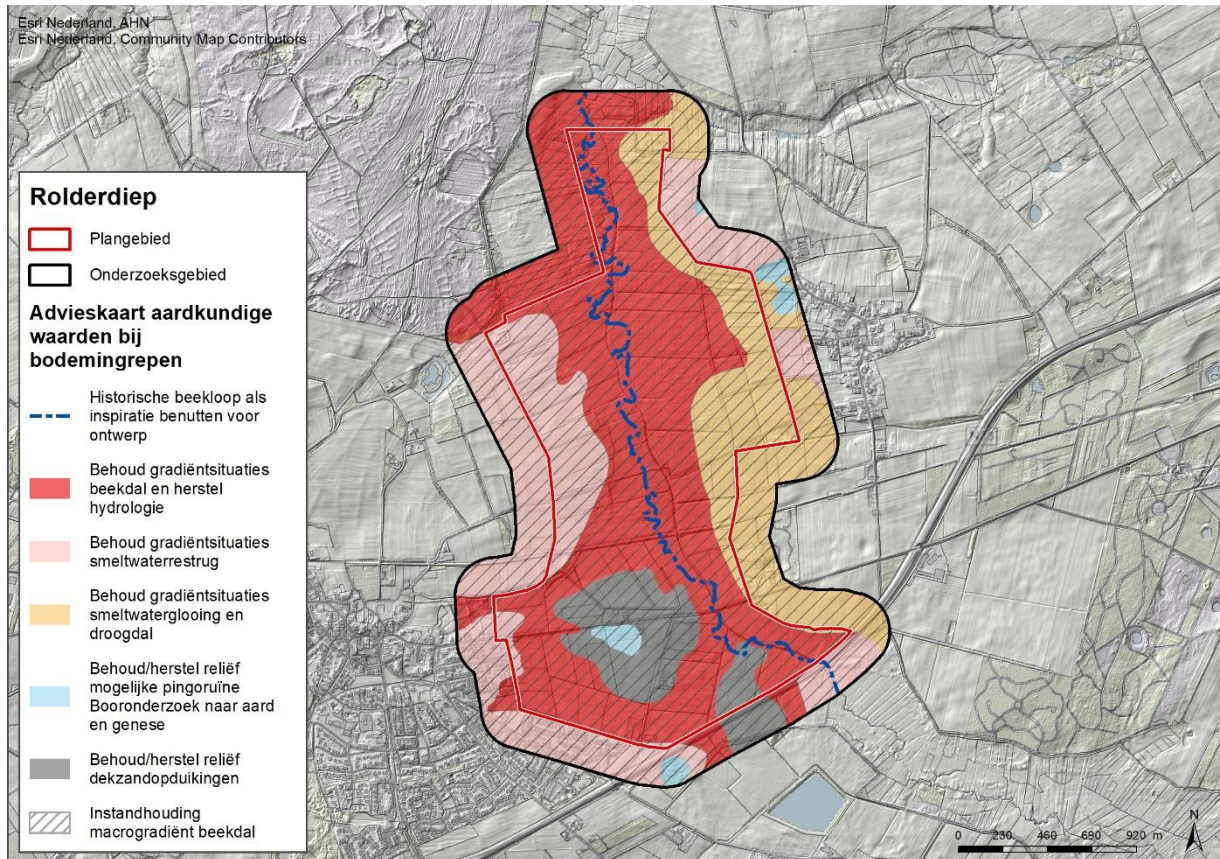 Esri Nederland, AHN
Esri Nederland, Community Map Contributors
Rolderdiep
Plangebied
Onderzoeksgebied
Advieskaart aardkundige
waarden bij
bodemingrepen
Historische beekloop als
inspiratie benutten voor
ontwerp
Behoud gradiëntsituaties
beekdal en herstel
hydrologie
Behoud gradiëntsituaties
smeltwaterrestrug
Behoud gradiëntsituaties
smeltwaterglooing en
droogdal
Behoud/herstel reliëf
mogelijke pingoruïne
Booronderzoek naar aard
en genese
Behoud/herstel reliëf
dekzandopduikingen
Instandhouding
macrogradiënt beekdal
0 230 460 690 920 m
N